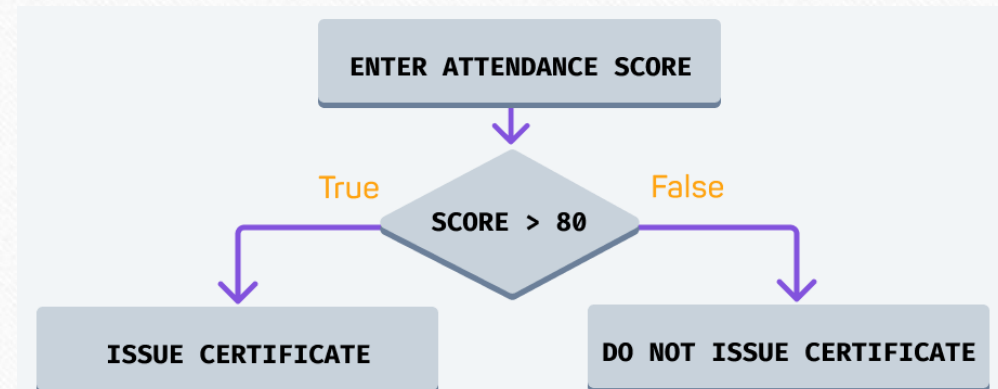 ENTER ATTENDANCE SCORE
True
False
SCORE > 80
ISSUE CERTIFICATE
DO NOT ISSUE CERTIFICATE